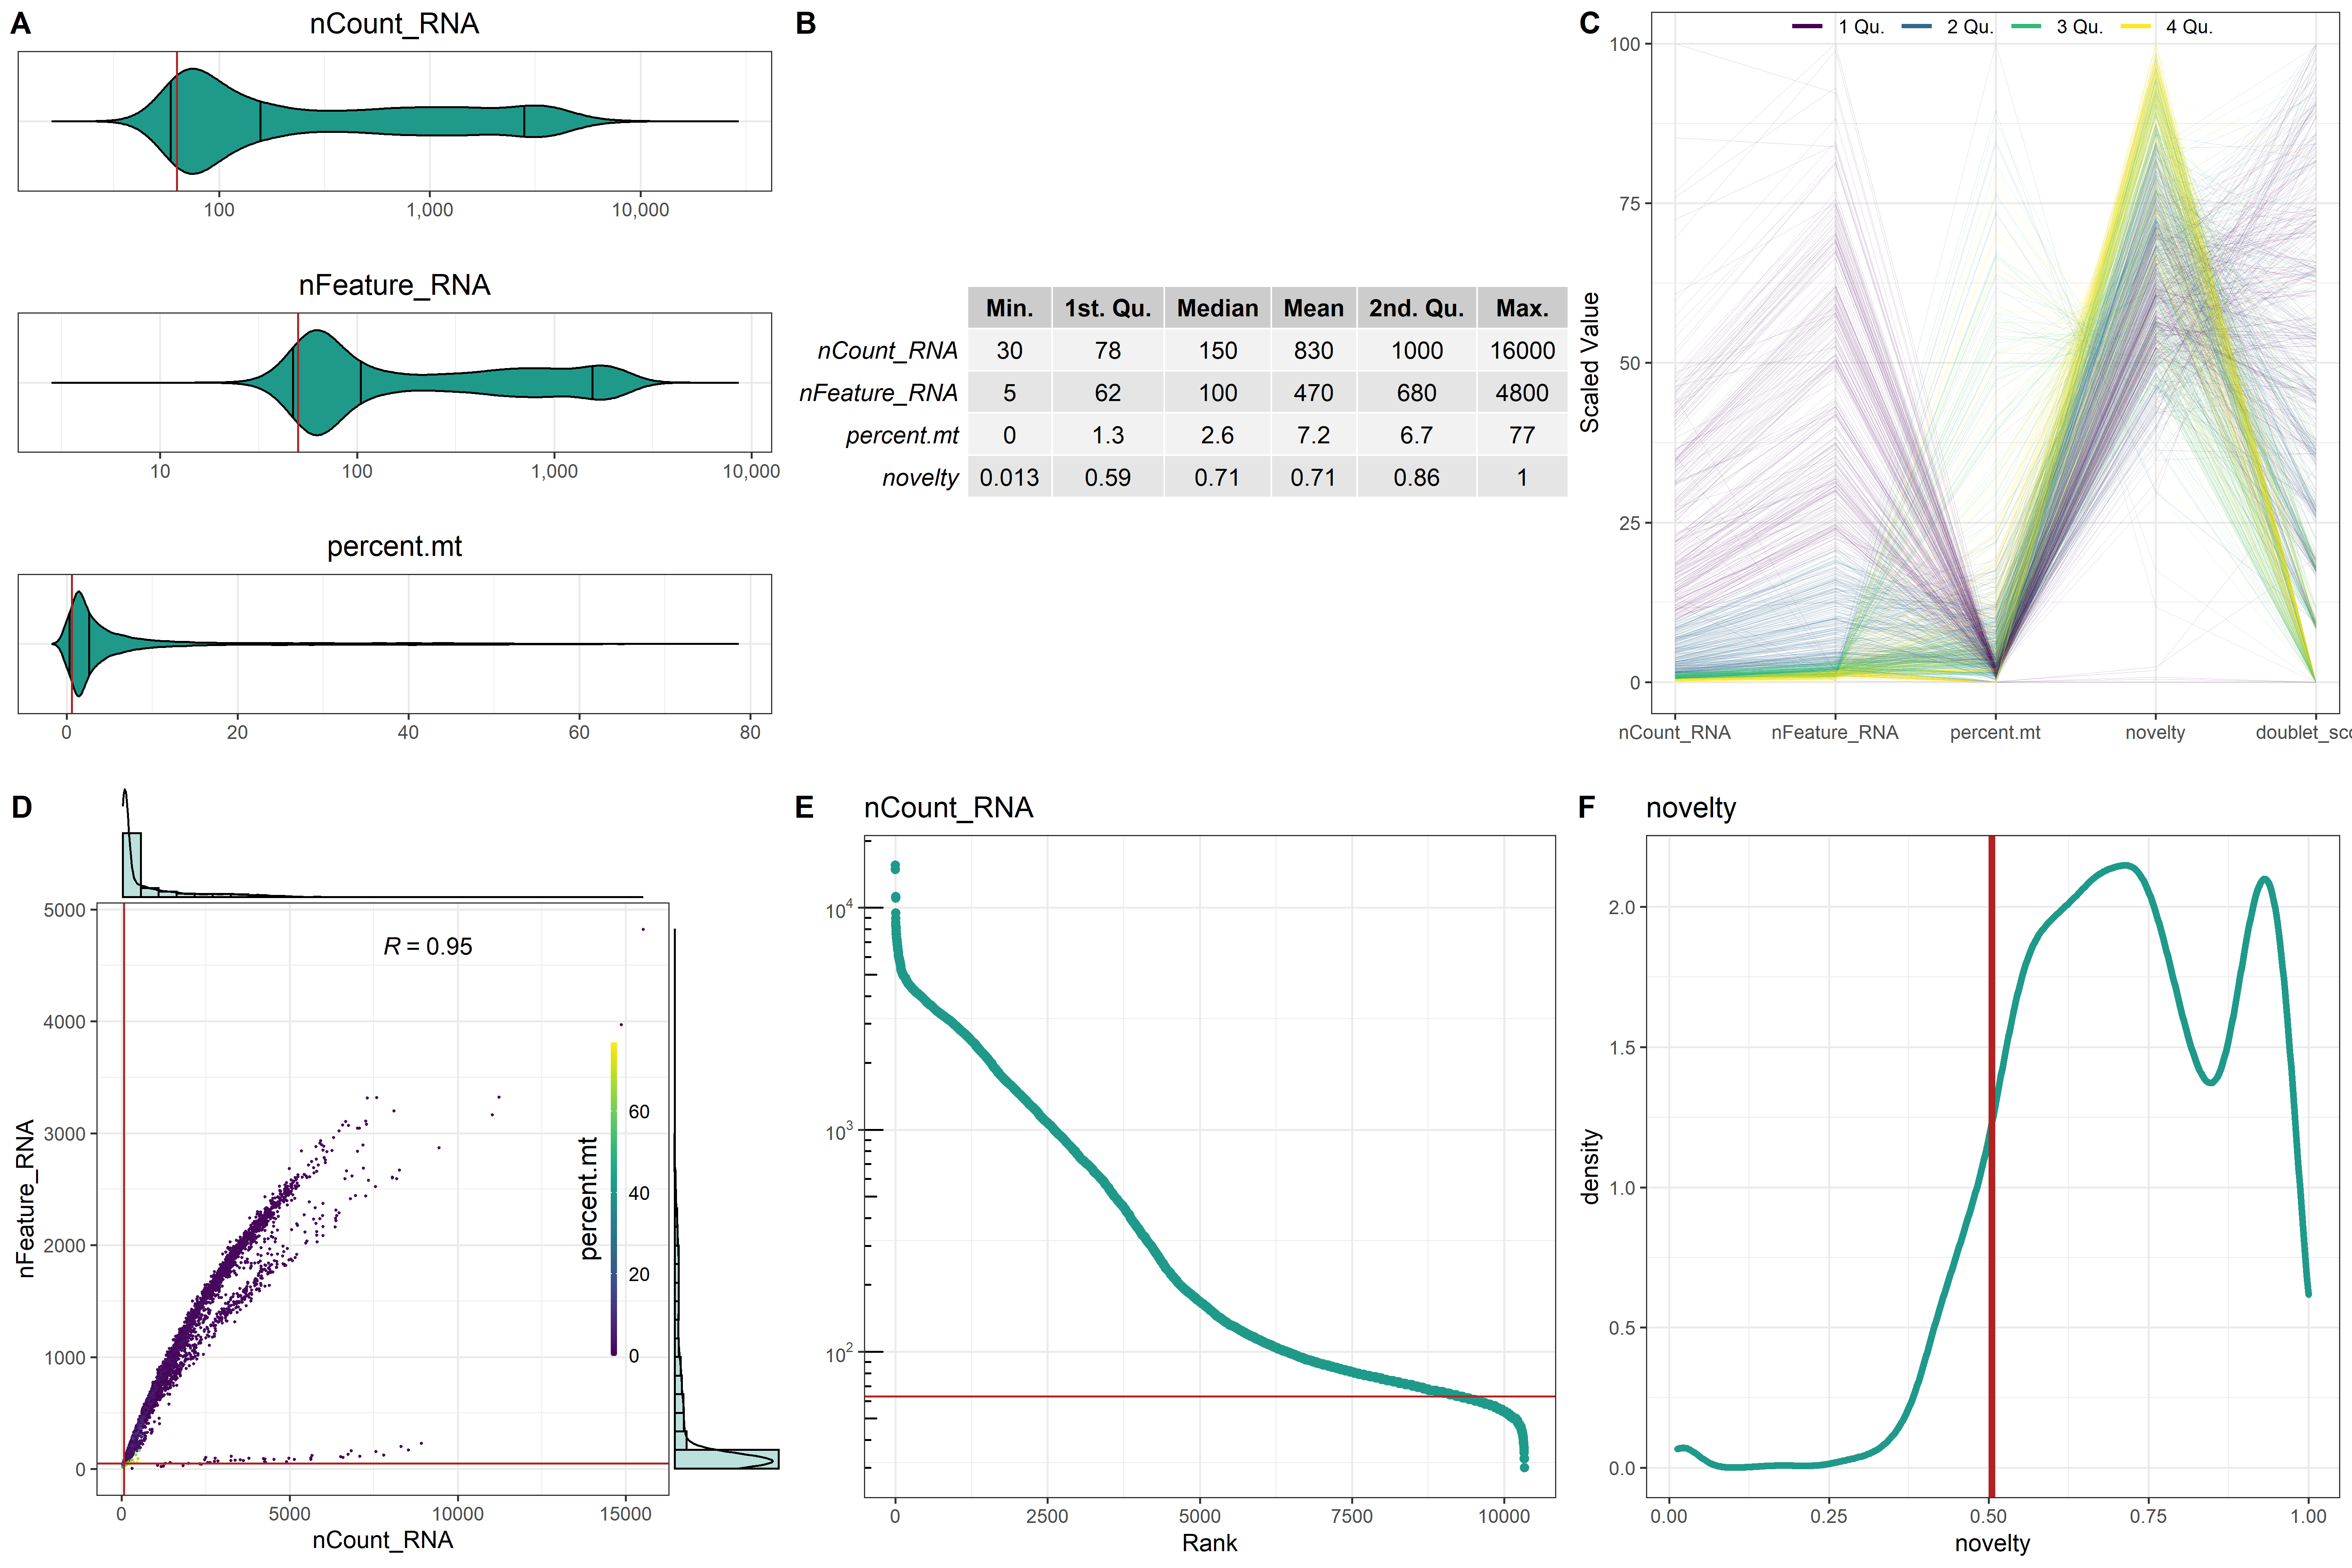 A
nCount_RNA
100 1,000 10,000
nFeature_RNA
10 100 1,000 10,000
percent.mt
0 20 40 60 80
B
Min. 1st. Qu. Median Mean 2nd. Qu. Max.
nCount_RNA 30 78 150 830 1000 16000
nFeature_RNA 5 62 100 470 680 4800
percent.mt 0 1.3 2.6 7.2 6.7 77
novelty 0.013 0.59 0.71 0.71 0.86 1
C
1 Qu. 2 Qu. 3 Qu. 4 Qu.
Scaled Value
100
75
50
25
0
nCount_RNA nFeature_RNA percent.mt novelty doublet_sco
D
R = 0.95
nFeature_RNA
5000
4000
3000
2000
1000
0
percent.mt
60
40
20
0
0 5000 10000 15000
nCount_RNA
E
nCount_RNA
10⁴
10³
10²
0 2500 5000 7500 10000
Rank
F
novelty
density
2.0
1.5
1.0
0.5
0.0
0.00 0.25 0.50 0.75 1.00
novelty